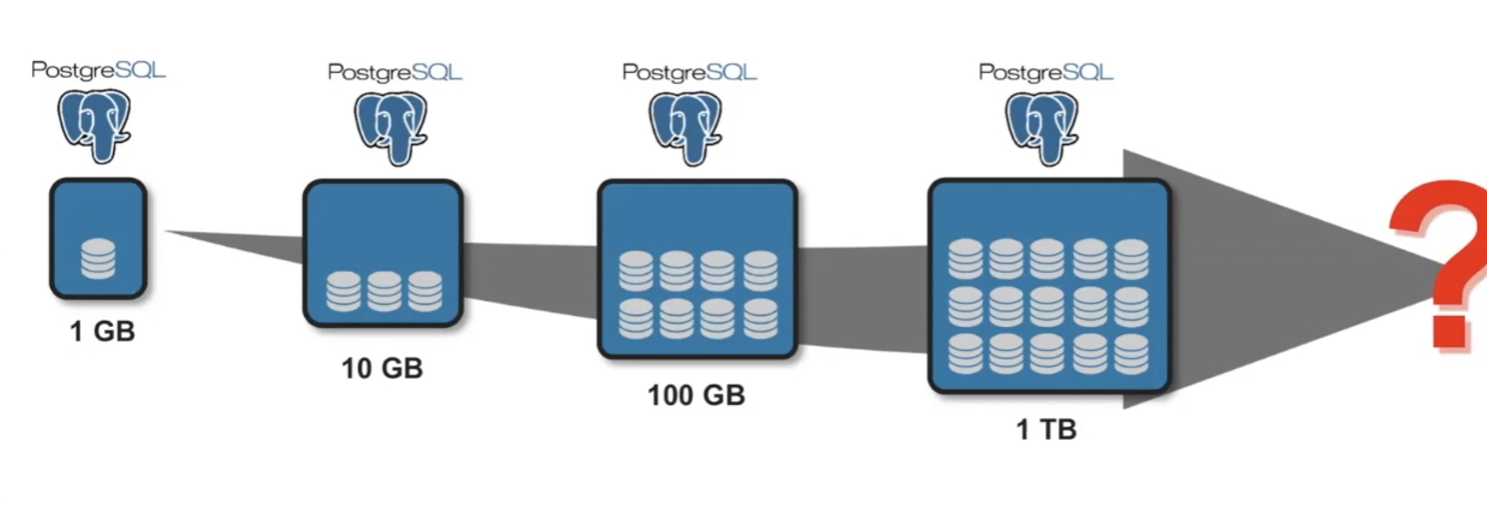 PostgreSQL
PostgreSQL
PostgreSQL
PostgreSQL
1 GB
10 GB
100 GB
1 TB
?